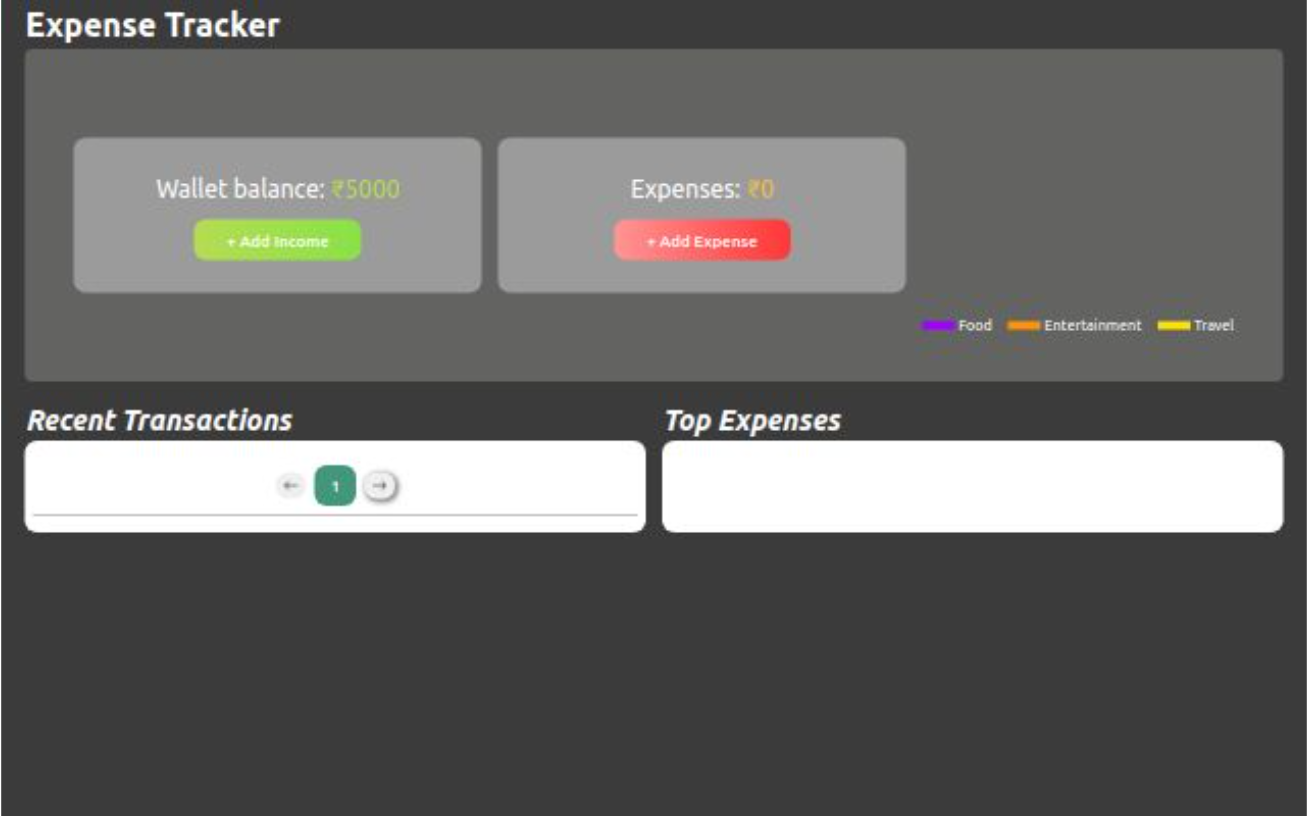 Expense Tracker
Wallet balance: ₹5000
+ Add Income
Expenses: ₹0
+ Add Expense
Food Entertainment Travel
Recent Transactions
← 1 →
Top Expenses